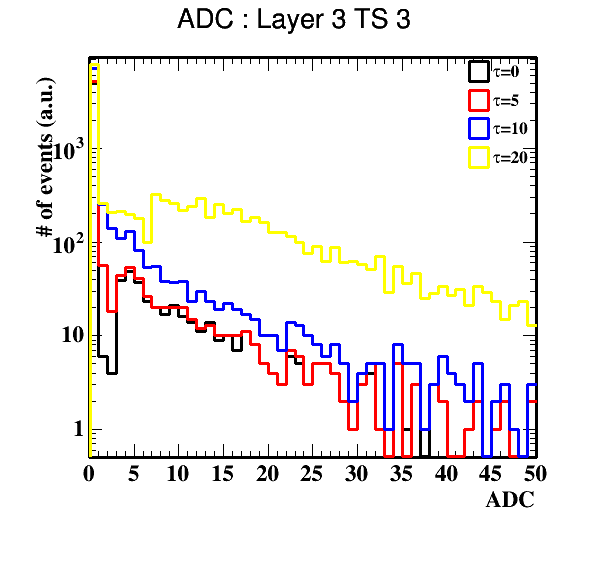 ADC : Layer 3 TS 3
# of events (a.u.)
10³
10²
10
1
τ=0
τ=5
τ=10
τ=20
0 5 10 15 20 25 30 35 40 45 50
ADC